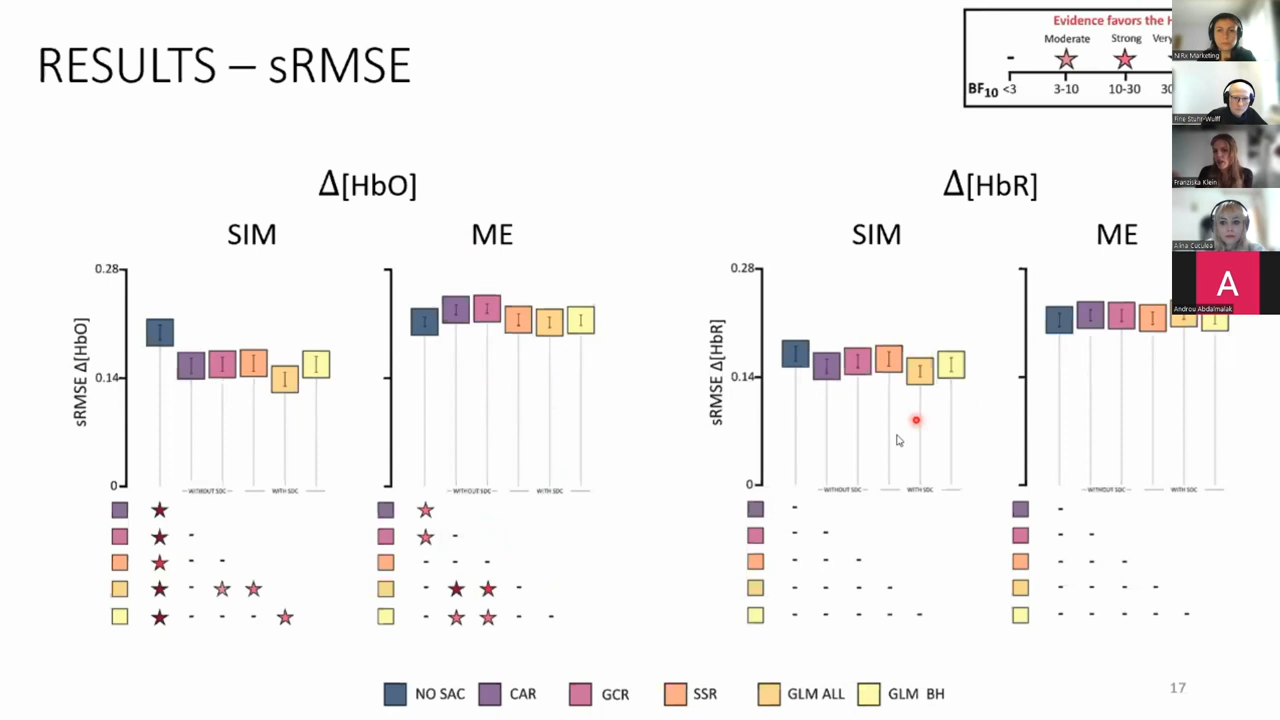 RESULTS – sRMSE
Evidence favors the H
Moderate Strong Very
-
BF10 <3 3-10 10-30 30
NIRx Marketing
Fine Stuhr-Wulff
Franziska Klein
Alina Cuculea
A
Androu Abdalmalak
Δ[HbO]
Δ[HbR]
SIM
ME
SIM
ME
0.28
0.14
0
sRMSE Δ[HbO]
0.28
0.14
0
sRMSE Δ[HbR]
WITHOUT SDC WITH SDC
WITHOUT SDC WITH SDC
WITHOUT SDC WITH SDC
WITHOUT SDC WITH SDC
NO SAC CAR GCR SSR GLM ALL GLM BH
17